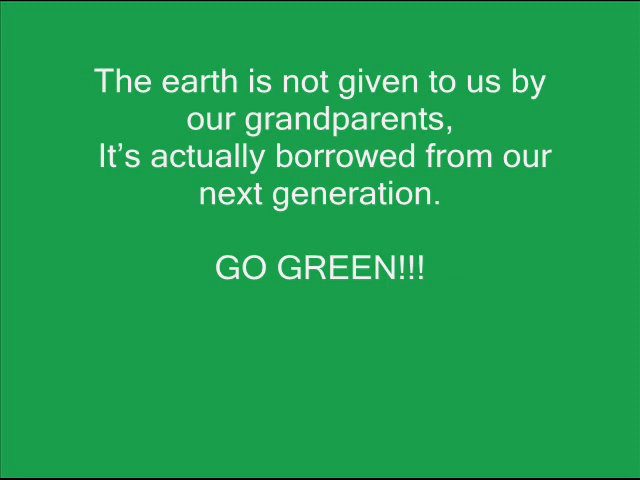 The earth is not given to us by
our grandparents,
It’s actually borrowed from our
next generation.
GO GREEN!!!